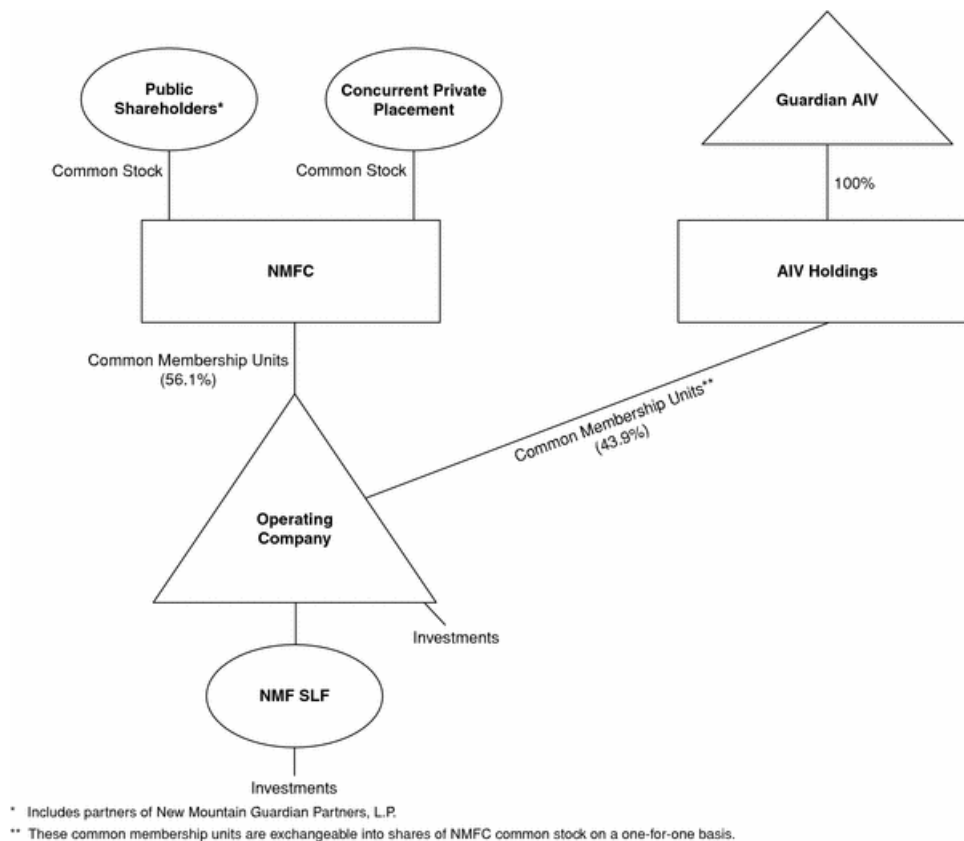 Public
Shareholders*
Concurrent Private
Placement
Guardian AIV
Common Stock
Common Stock
100%
NMFC
AIV Holdings
Common Membership Units
(56.1%)
Common Membership Units**
(43.9%)
Operating
Company
Investments
NMF SLF
Investments
* Includes partners of New Mountain Guardian Partners, L.P.
** These common membership units are exchangeable into shares of NMFC common stock on a one-for-one basis.